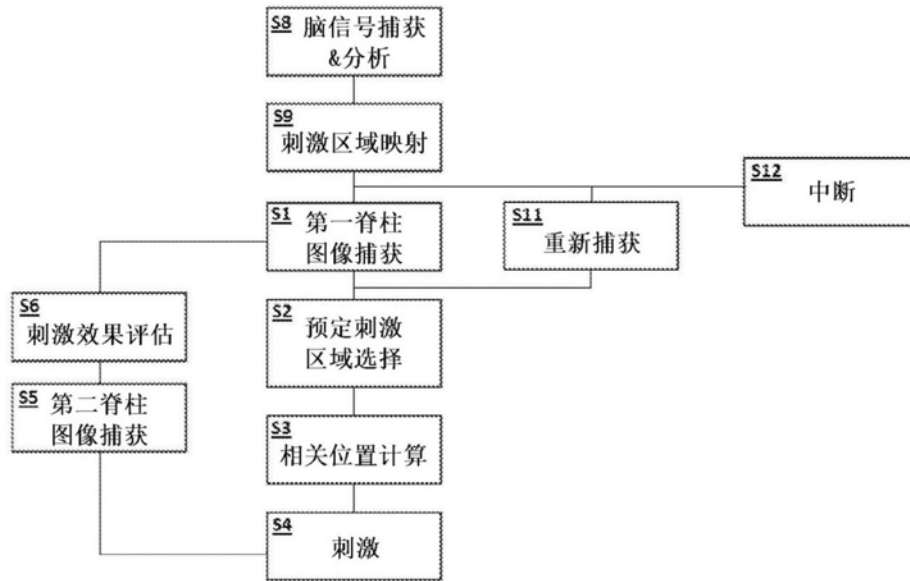 S8 脑信号捕获
&分析
S9
刺激区域映射
S12
中断
S1 第一脊柱
图像捕获
S11
重新捕获
S6
刺激效果评估
S2 预定刺激
区域选择
S5 第二脊柱
图像捕获
S3
相关位置计算
S4
刺激